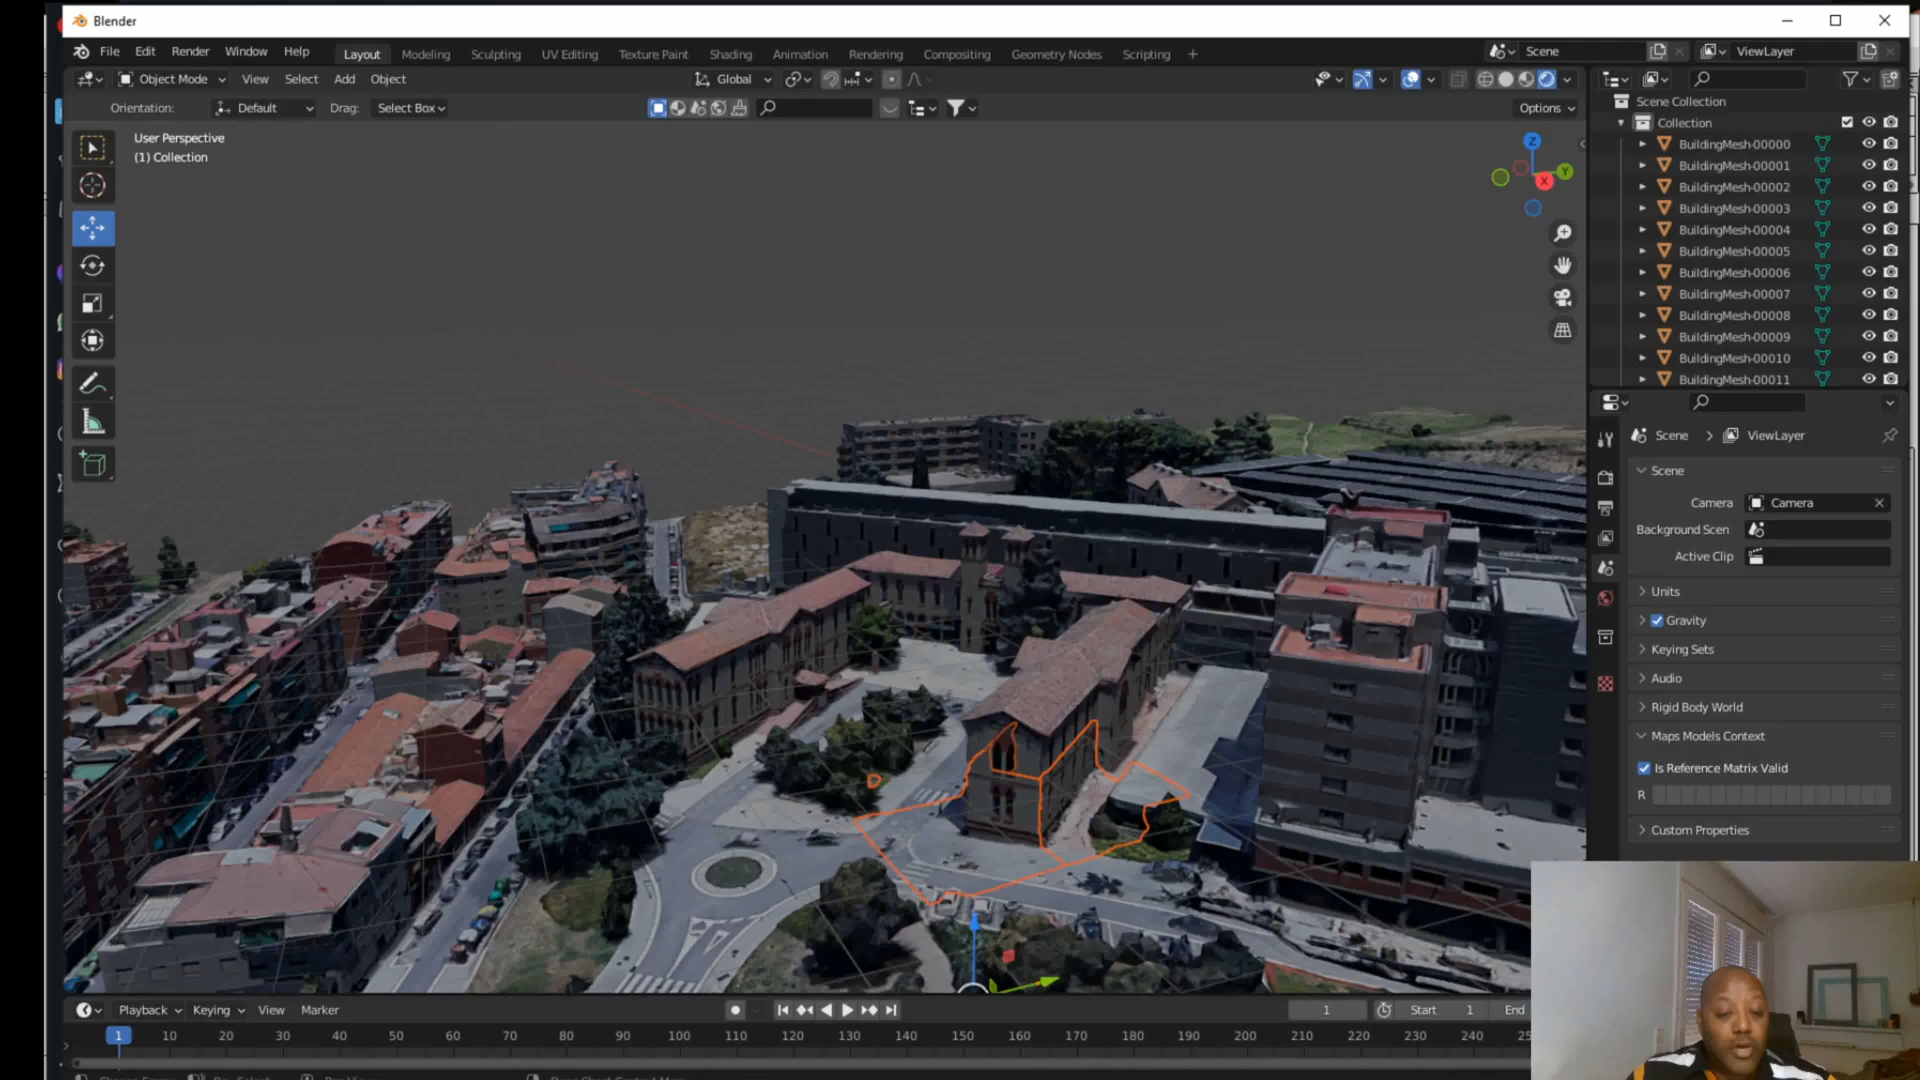 Blender
File Edit Render Window Help Layout Modeling Sculpting UV Editing Texture Paint Shading Animation Rendering Compositing Geometry Nodes Scripting + Scene ViewLayer
Object Mode View Select Add Object Global
Orientation: Default Drag: Select Box Options
User Perspective
(1) Collection
Z
Y
X
Scene Collection
Collection
BuildingMesh-00000
BuildingMesh-00001
BuildingMesh-00002
BuildingMesh-00003
BuildingMesh-00004
BuildingMesh-00005
BuildingMesh-00006
BuildingMesh-00007
BuildingMesh-00008
BuildingMesh-00009
BuildingMesh-00010
BuildingMesh-00011
Scene > ViewLayer
Scene
Camera Camera
Background Scen
Active Clip
Units
Gravity
Keying Sets
Audio
Rigid Body World
Maps Models Context
Is Reference Matrix Valid
R
Custom Properties
Playback Keying View Marker 1 Start 1 End
1 10 20 30 40 50 60 70 80 90 100 110 120 130 140 150 160 170 180 190 200 210 220 230 240